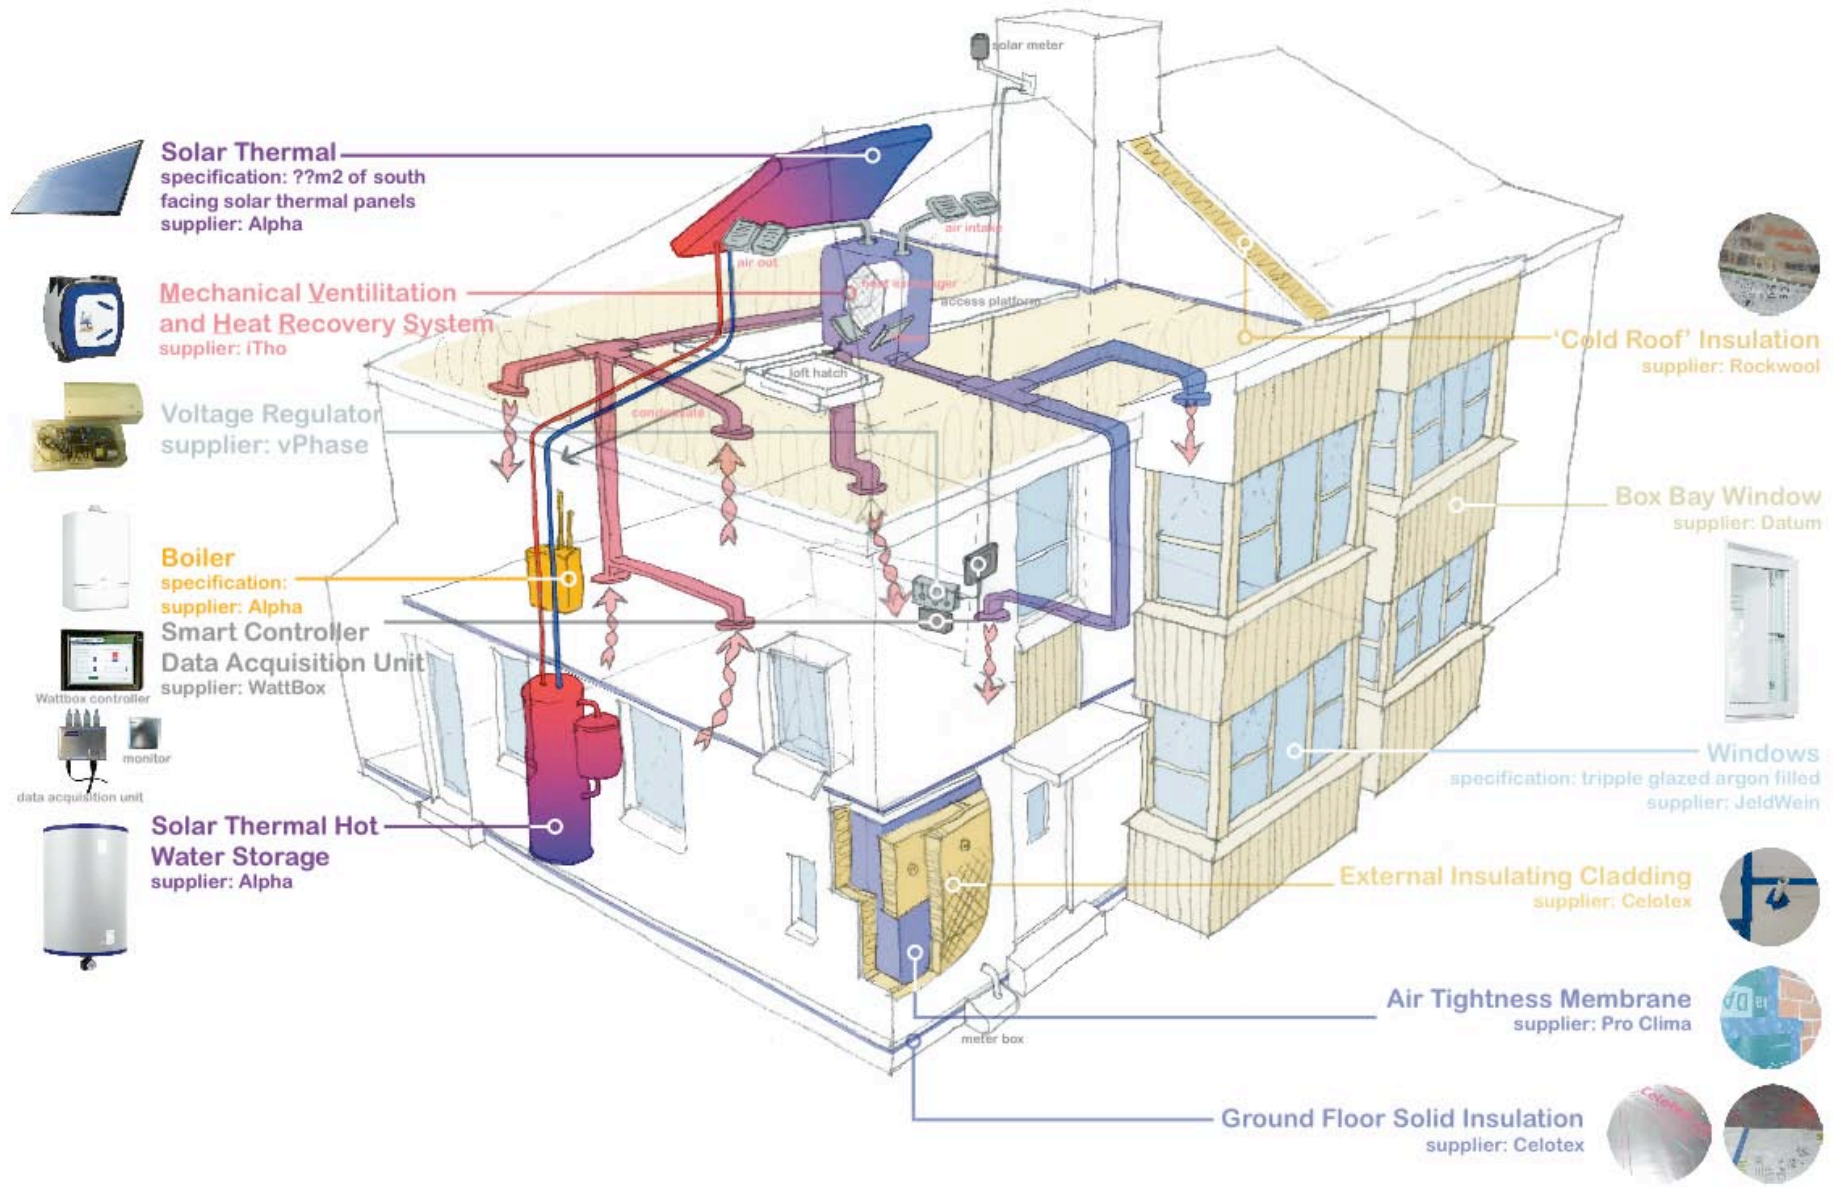 solar meter
Solar Thermal
specification: ??m2 of south
facing solar thermal panels
supplier: Alpha
air intake
air out
Mechanical Ventilitation
and Heat Recovery System
supplier: iTho
heat exchanger
access platform
'Cold Roof' Insulation
supplier: Rockwool
loft hatch
condensate
Voltage Regulator
supplier: vPhase
Box Bay Window
supplier: Datum
Boiler
specification:
supplier: Alpha
Smart Controller
Data Acquisition Unit
supplier: WattBox
Wattbox controller
monitor
data acquisition unit
Windows
specification: tripple glazed argon filled
supplier: JeldWein
Solar Thermal Hot
Water Storage
supplier: Alpha
External Insulating Cladding
supplier: Celotex
Air Tightness Membrane
supplier: Pro Clima
meter box
Ground Floor Solid Insulation
supplier: Celotex
Celotex